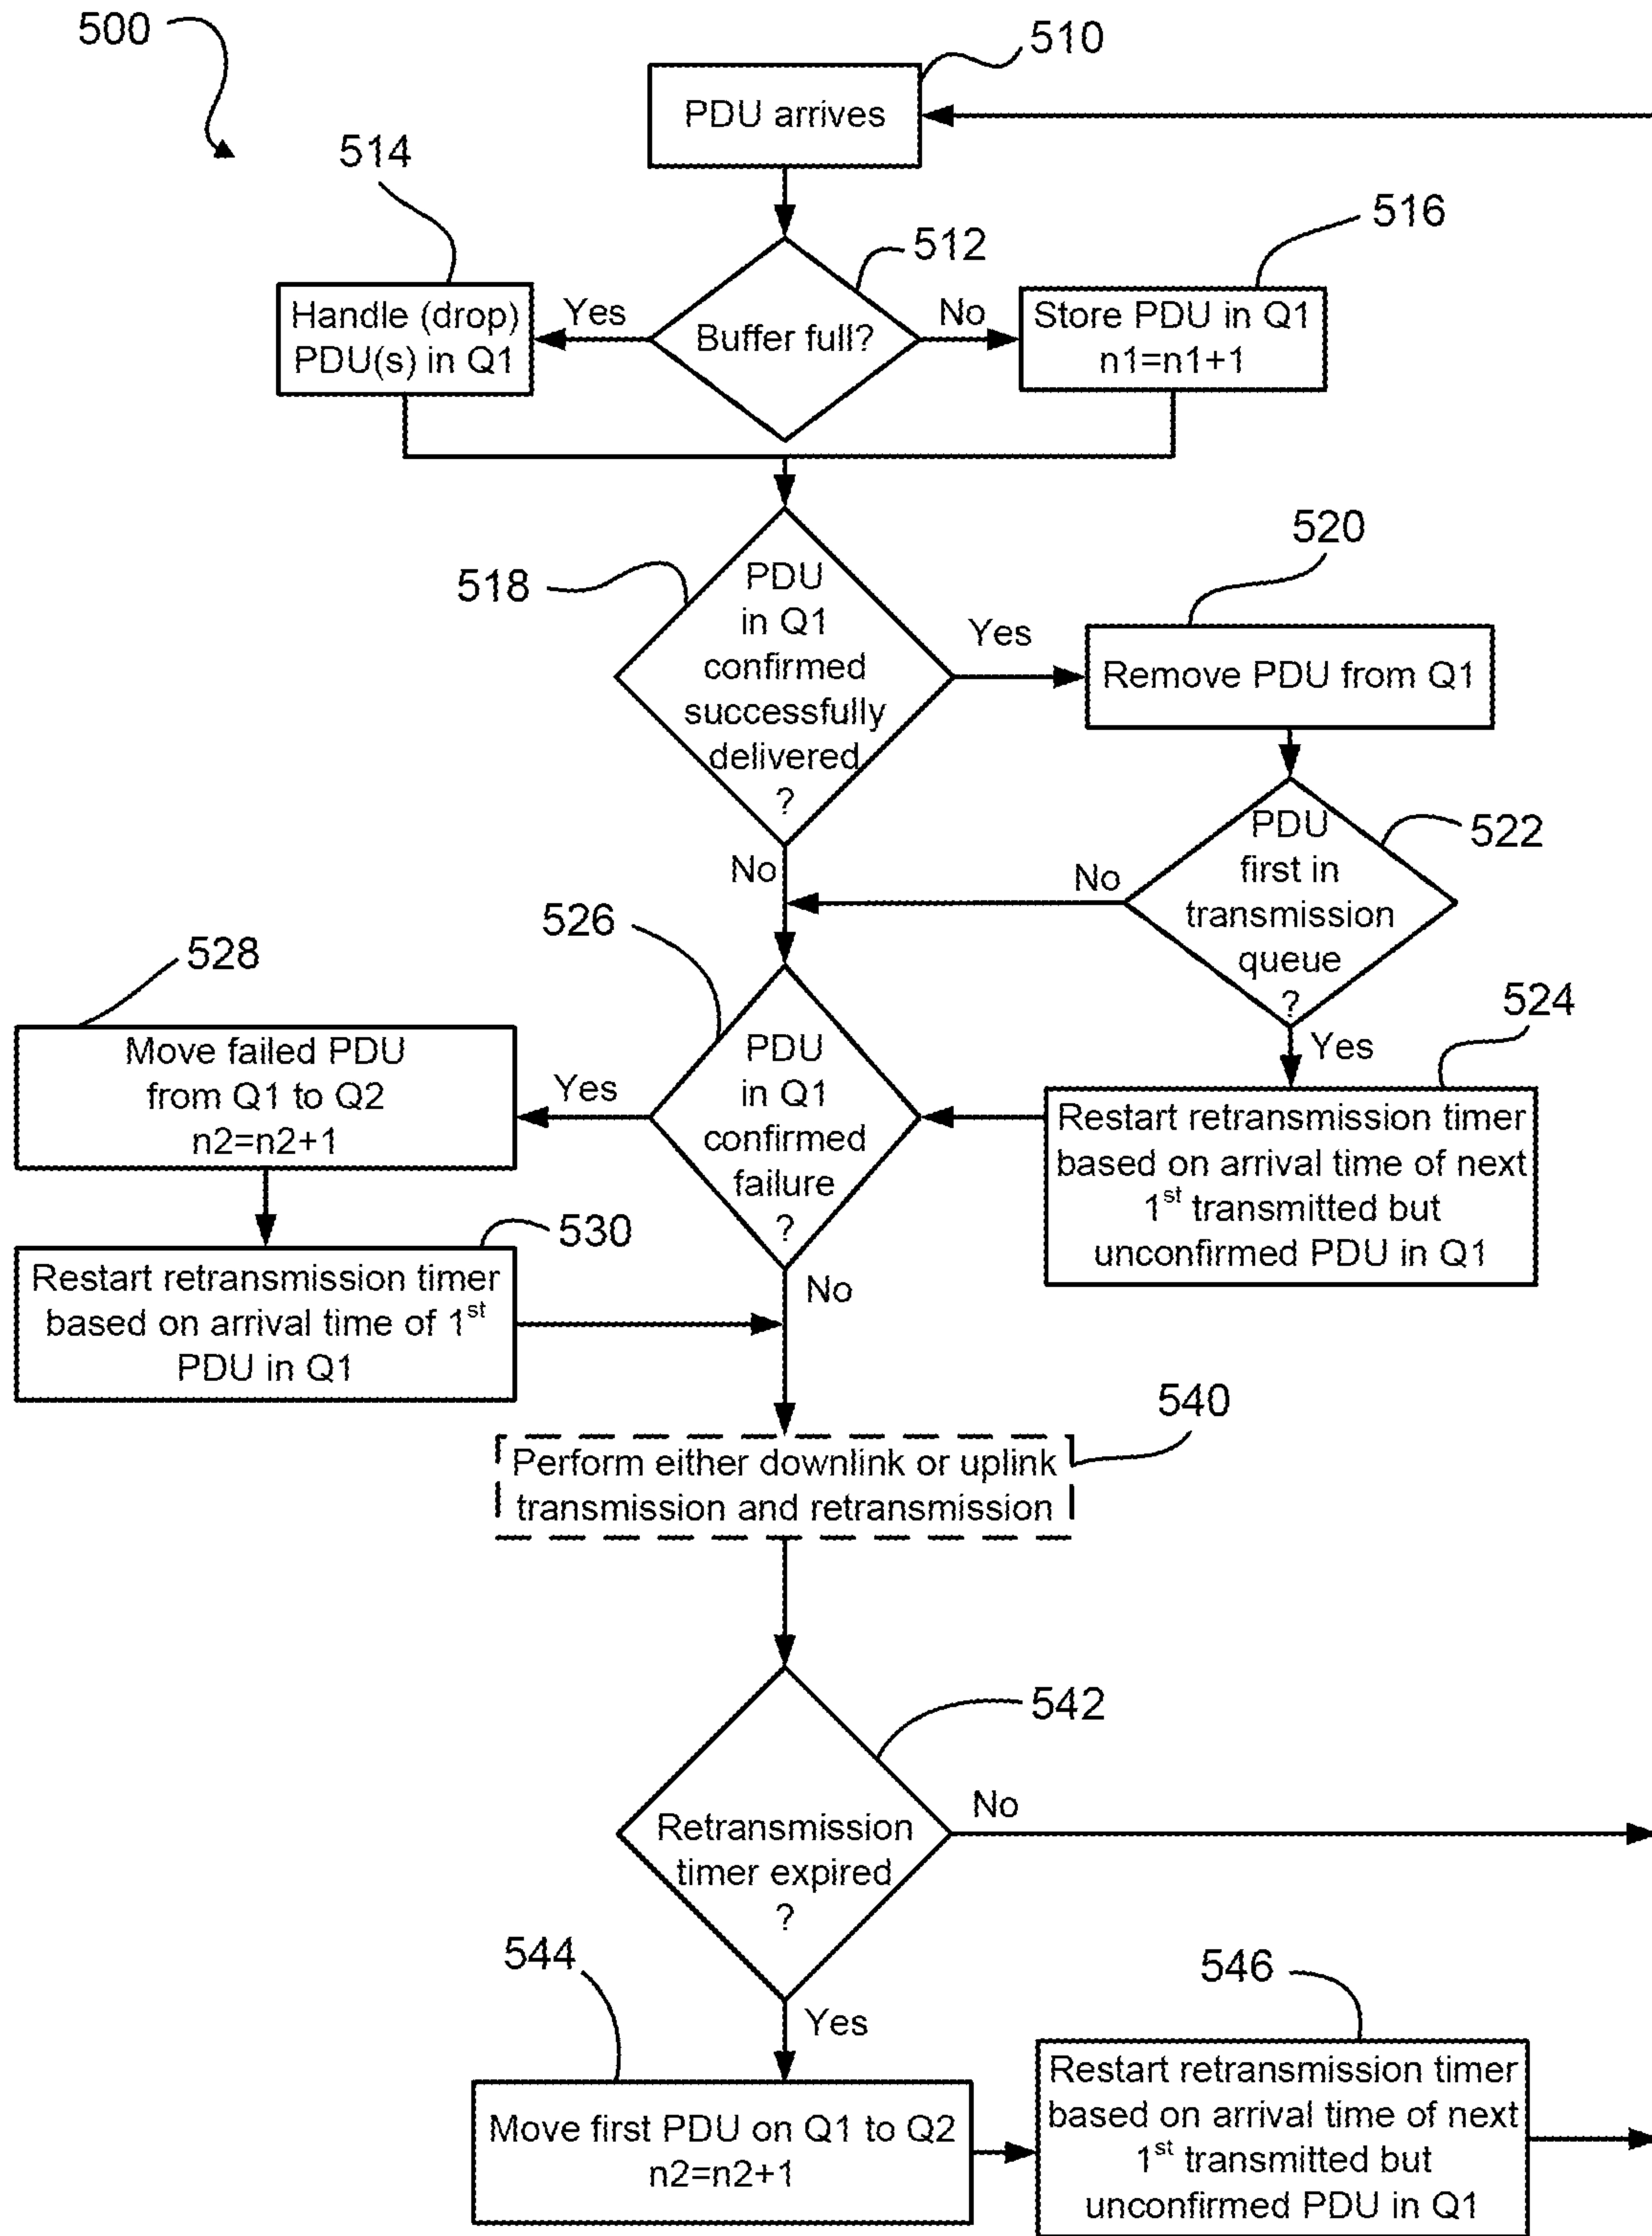 500
510
PDU arrives
514
516
512
Handle (drop)
PDU(s) in Q1
Yes
Buffer full?
No
Store PDU in Q1
n1=n1+1
518
PDU
in Q1
confirmed
successfully
delivered
?
Yes
520
Remove PDU from Q1
No
522
PDU
first in
transmission
queue
?
No
Yes
524
Restart retransmission timer
based on arrival time of next
1st transmitted but
unconfirmed PDU in Q1
526
PDU
in Q1
confirmed
failure
?
Yes
528
Move failed PDU
from Q1 to Q2
n2=n2+1
530
Restart retransmission timer
based on arrival time of 1st
PDU in Q1
No
540
Perform either downlink or uplink
transmission and retransmission
542
Retransmission
timer expired
?
No
Yes
544
Move first PDU on Q1 to Q2
n2=n2+1
546
Restart retransmission timer
based on arrival time of next
1st transmitted but
unconfirmed PDU in Q1